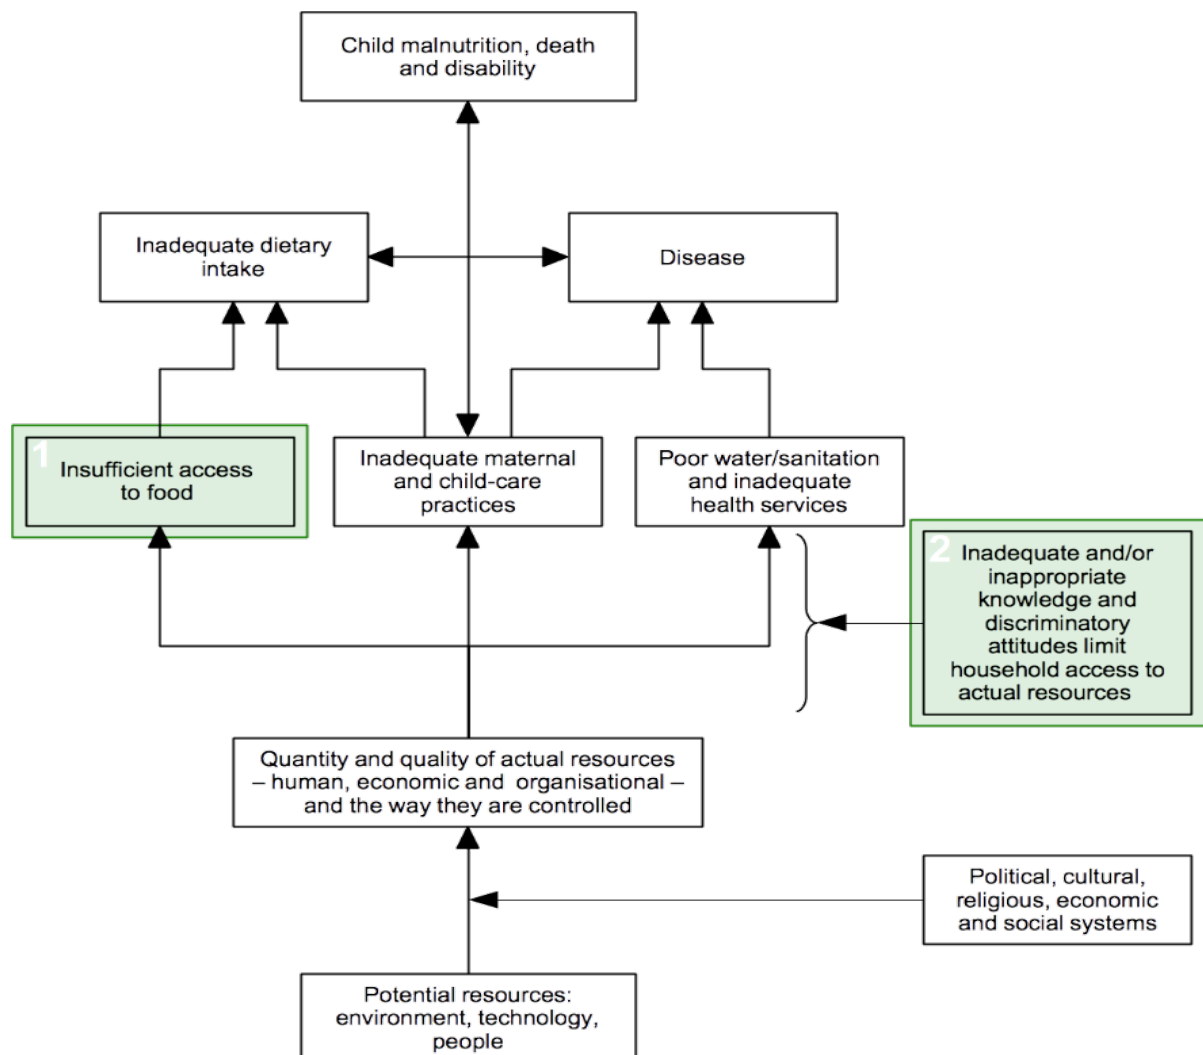 Child malnutrition, death
and disability
Inadequate dietary
intake
Disease
1
Insufficient access
to food
Inadequate maternal
and child-care
practices
Poor water/sanitation
and inadequate
health services
2
Inadequate and/or
inappropriate
knowledge and
discriminatory
attitudes limit
household access to
actual resources
Quantity and quality of actual resources
– human, economic and organisational –
and the way they are controlled
Political, cultural,
religious, economic
and social systems
Potential resources:
environment, technology,
people